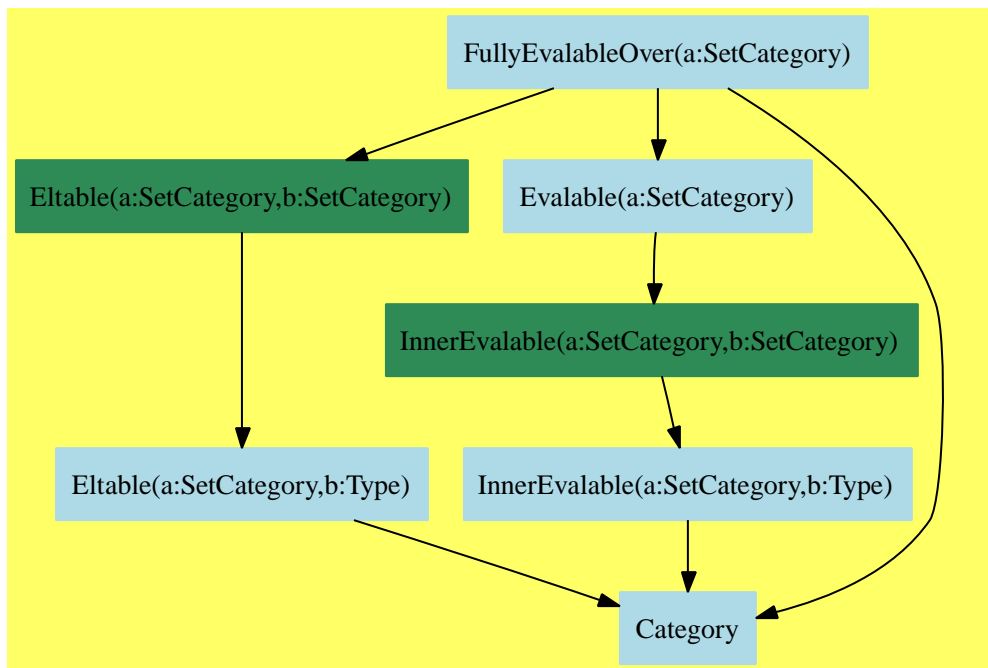 FullyEvalableOver(a:SetCategory)
Eltable(a:SetCategory,b:SetCategory)
Evalable(a:SetCategory)
InnerEvalable(a:SetCategory,b:SetCategory)
Eltable(a:SetCategory,b:Type)
InnerEvalable(a:SetCategory,b:Type)
Category